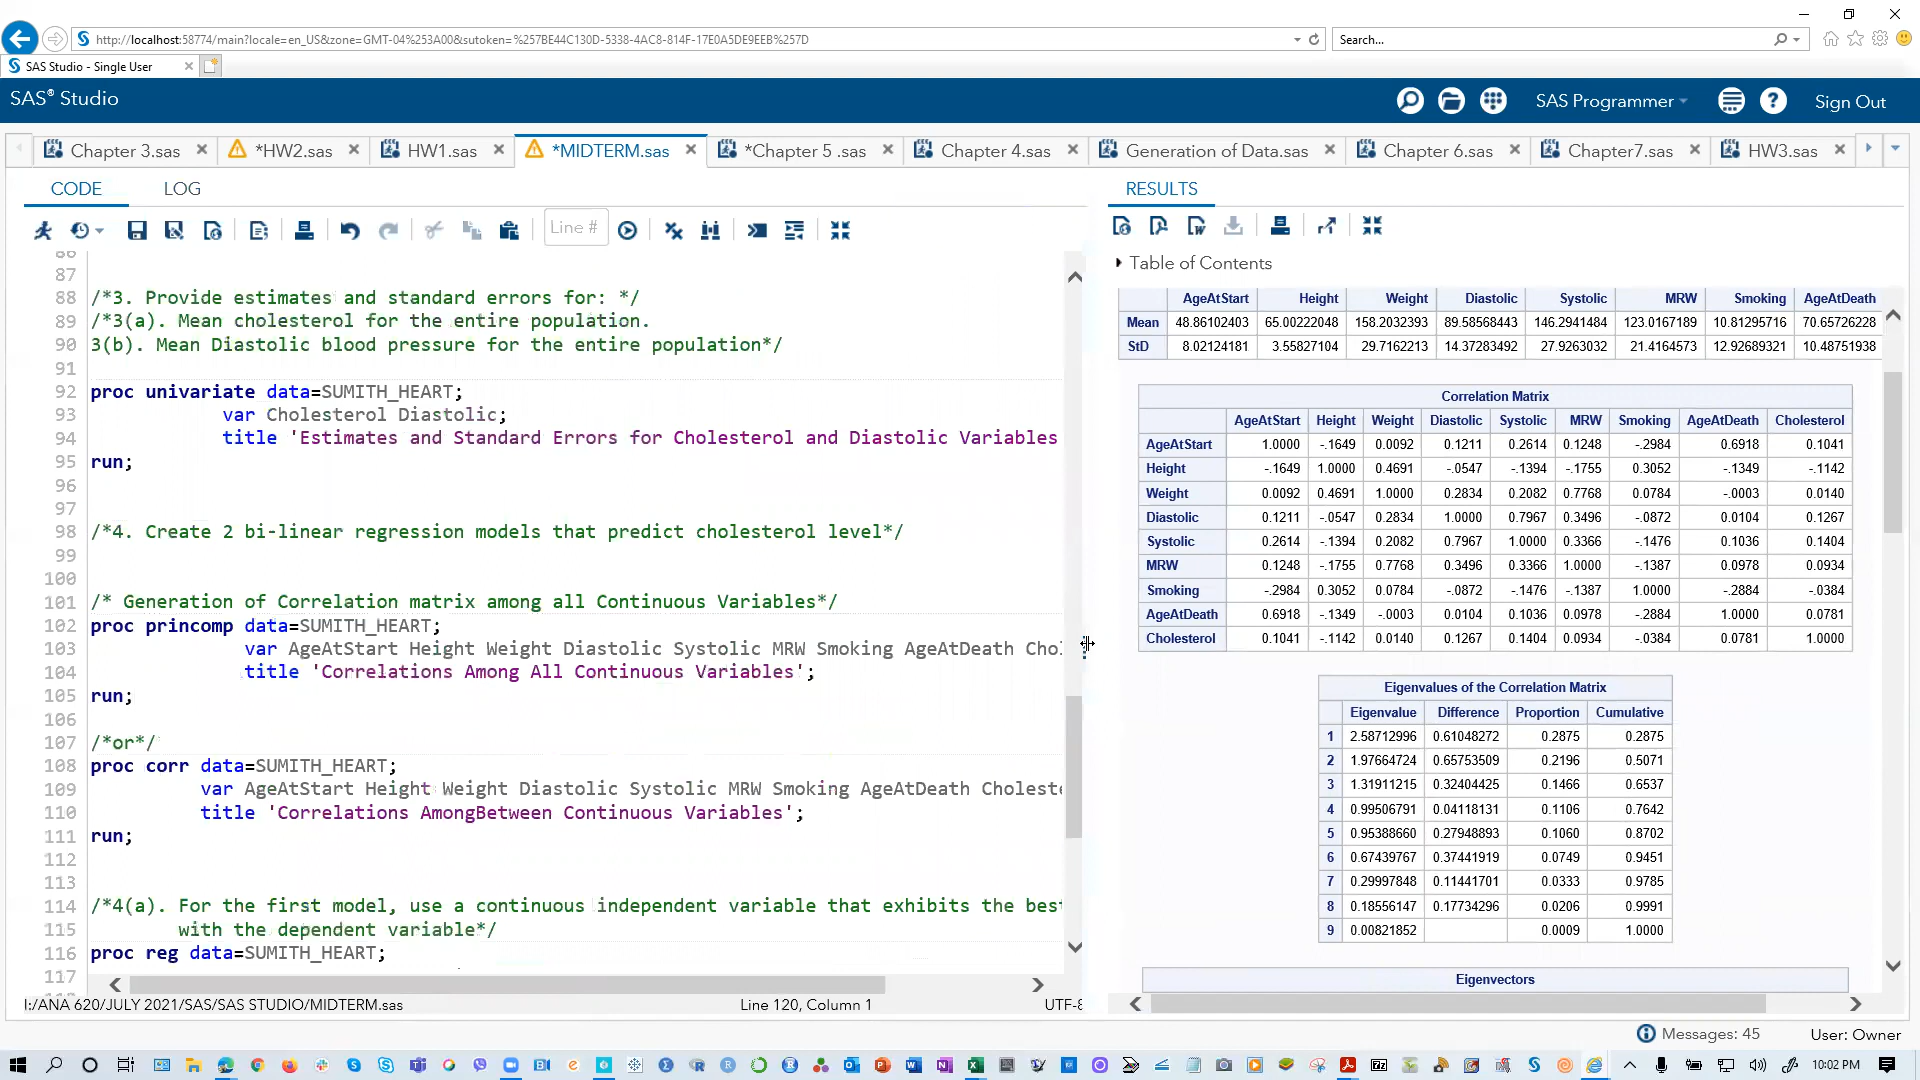 http://localhost:58774/main?locale=en_US&zone=GMT-04%253A00&sutoken=%257BE44C130D-5338-4AC8-814F-17E0A5DE9EEB%257D
Search...
SAS Studio - Single User
SAS® Studio
SAS Programmer
Sign Out
Chapter 3.sas
*HW2.sas
HW1.sas
*MIDTERM.sas
*Chapter 5 .sas
Chapter 4.sas
Generation of Data.sas
Chapter 6.sas
Chapter7.sas
HW3.sas
CODE LOG
Line #
86
87
88 /*3. Provide estimates and standard errors for: */
89 /*3(a). Mean cholesterol for the entire population.
90 3(b). Mean Diastolic blood pressure for the entire population*/
91
92 proc univariate data=SUMITH_HEART;
93 var Cholesterol Diastolic;
94 title 'Estimates and Standard Errors for Cholesterol and Diastolic Variables
95 run;
96
97
98 /*4. Create 2 bi-linear regression models that predict cholesterol level*/
99
100
101 /* Generation of Correlation matrix among all Continuous Variables*/
102 proc princomp data=SUMITH_HEART;
103 var AgeAtStart Height Weight Diastolic Systolic MRW Smoking AgeAtDeath Chol
104 title 'Correlations Among All Continuous Variables';
105 run;
106
107 /*or*/
108 proc corr data=SUMITH_HEART;
109 var AgeAtStart Height Weight Diastolic Systolic MRW Smoking AgeAtDeath Choleste
110 title 'Correlations AmongBetween Continuous Variables';
111 run;
112
113
114 /*4(a). For the first model, use a continuous independent variable that exhibits the best
115 with the dependent variable*/
116 proc reg data=SUMITH_HEART;
117
I:/ANA 620/JULY 2021/SAS/SAS STUDIO/MIDTERM.sas
Line 120, Column 1
UTF-8
RESULTS
Table of Contents
AgeAtStart Height Weight Diastolic Systolic MRW Smoking AgeAtDeath
Mean 48.86102403 65.00222048 158.2032393 89.58568443 146.2941484 123.0167189 10.81295716 70.65726228
StD 8.02124181 3.55827104 29.7162213 14.37283492 27.9263032 21.4164573 12.92689321 10.48751938
Correlation Matrix
AgeAtStart Height Weight Diastolic Systolic MRW Smoking AgeAtDeath Cholesterol
AgeAtStart 1.0000 -.1649 0.0092 0.1211 0.2614 0.1248 -.2984 0.6918 0.1041
Height -.1649 1.0000 0.4691 -.0547 -.1394 -.1755 0.3052 -.1349 -.1142
Weight 0.0092 0.4691 1.0000 0.2834 0.2082 0.7768 0.0784 -.0003 0.0140
Diastolic 0.1211 -.0547 0.2834 1.0000 0.7967 0.3496 -.0872 0.0104 0.1267
Systolic 0.2614 -.1394 0.2082 0.7967 1.0000 0.3366 -.1476 0.1036 0.1404
MRW 0.1248 -.1755 0.7768 0.3496 0.3366 1.0000 -.1387 0.0978 0.0934
Smoking -.2984 0.3052 0.0784 -.0872 -.1476 -.1387 1.0000 -.2884 -.0384
AgeAtDeath 0.6918 -.1349 -.0003 0.0104 0.1036 0.0978 -.2884 1.0000 0.0781
Cholesterol 0.1041 -.1142 0.0140 0.1267 0.1404 0.0934 -.0384 0.0781 1.0000
Eigenvalues of the Correlation Matrix
Eigenvalue Difference Proportion Cumulative
1 2.58712996 0.61048272 0.2875 0.2875
2 1.97664724 0.65753509 0.2196 0.5071
3 1.31911215 0.32404425 0.1466 0.6537
4 0.99506791 0.04118131 0.1106 0.7642
5 0.95388660 0.27948893 0.1060 0.8702
6 0.67439767 0.37441919 0.0749 0.9451
7 0.29997848 0.11441701 0.0333 0.9785
8 0.18556147 0.17734296 0.0206 0.9991
9 0.00821852 0.0009 1.0000
Eigenvectors
Messages: 45
User: Owner
10:02 PM